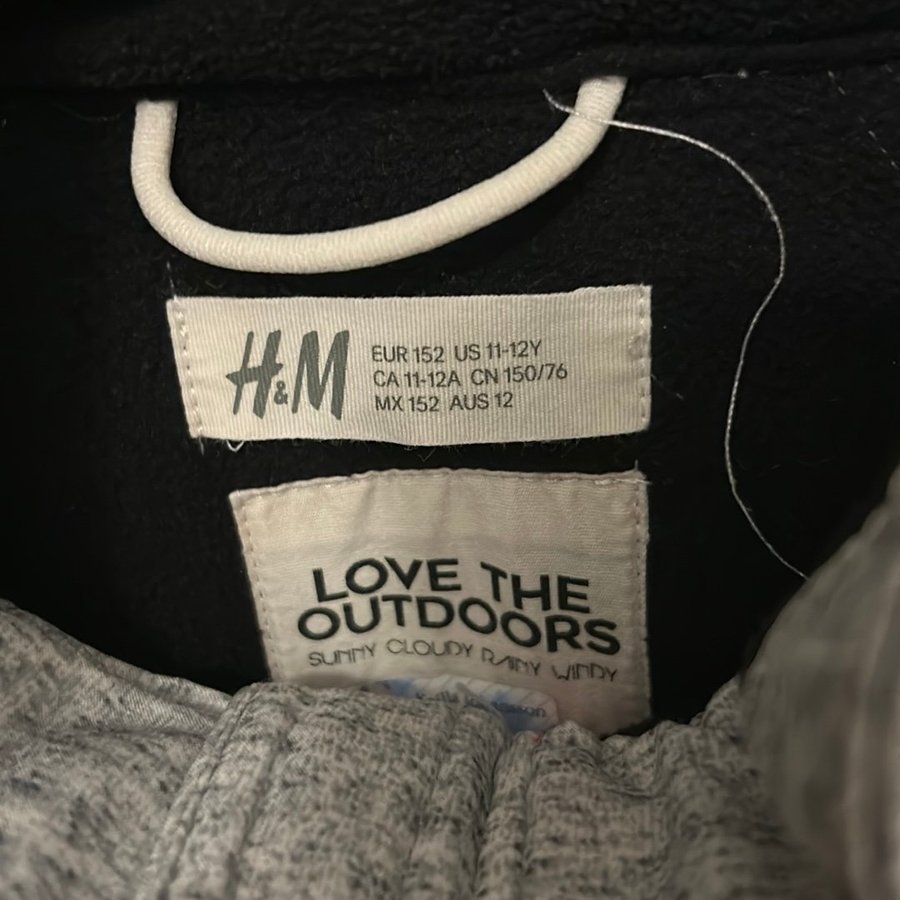 H&M
EUR 152 US 11-12Y
CA 11-12A CN 150/76
MX 152 AUS 12
LOVE THE
OUTDOORS
SUNNY CLOUDY RAINY WINDY